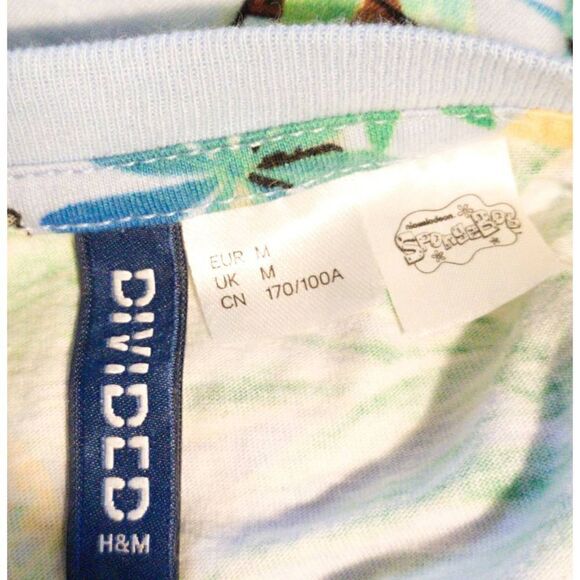 DIVIDED
H&M
EUR M
UK M
CN 170/100A
nickelodeon
SPONGEBOB